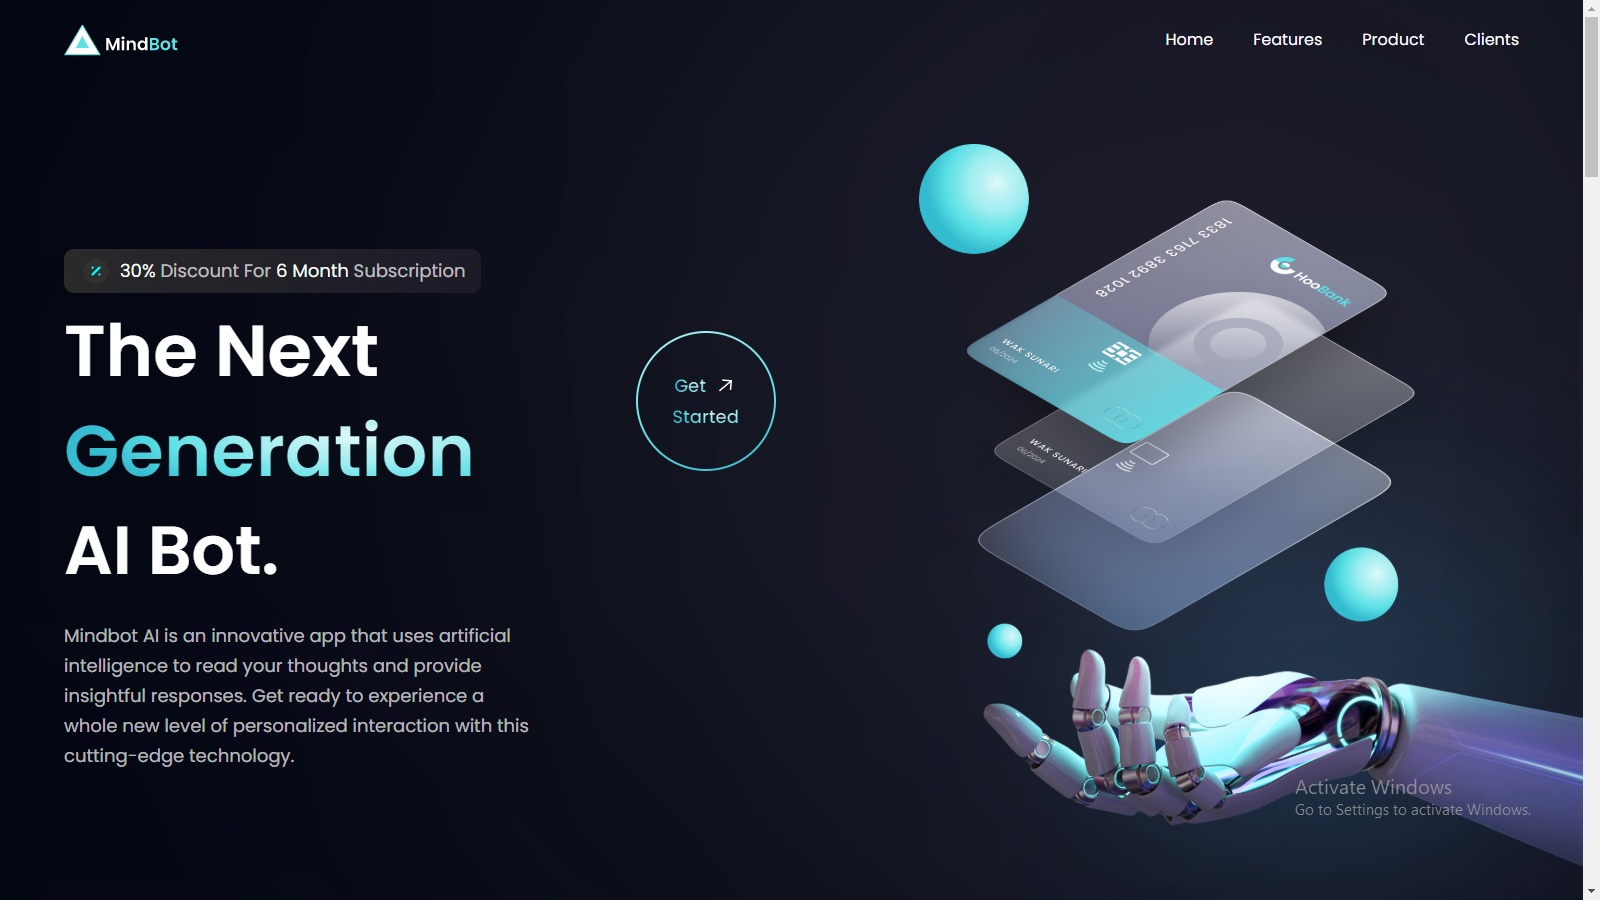 MindBot
Home
Features
Product
Clients
30% Discount For 6 Month Subscription
The Next
Generation
AI Bot.
Get
Started
Mindbot AI is an innovative app that uses artificial
intelligence to read your thoughts and provide
insightful responses. Get ready to experience a
whole new level of personalized interaction with this
cutting-edge technology.
1833 7163 3892 1028
HooBank
WAK SUNARI
06/2024
WAK SUNARI
06/2024
Activate Windows
Go to Settings to activate Windows.